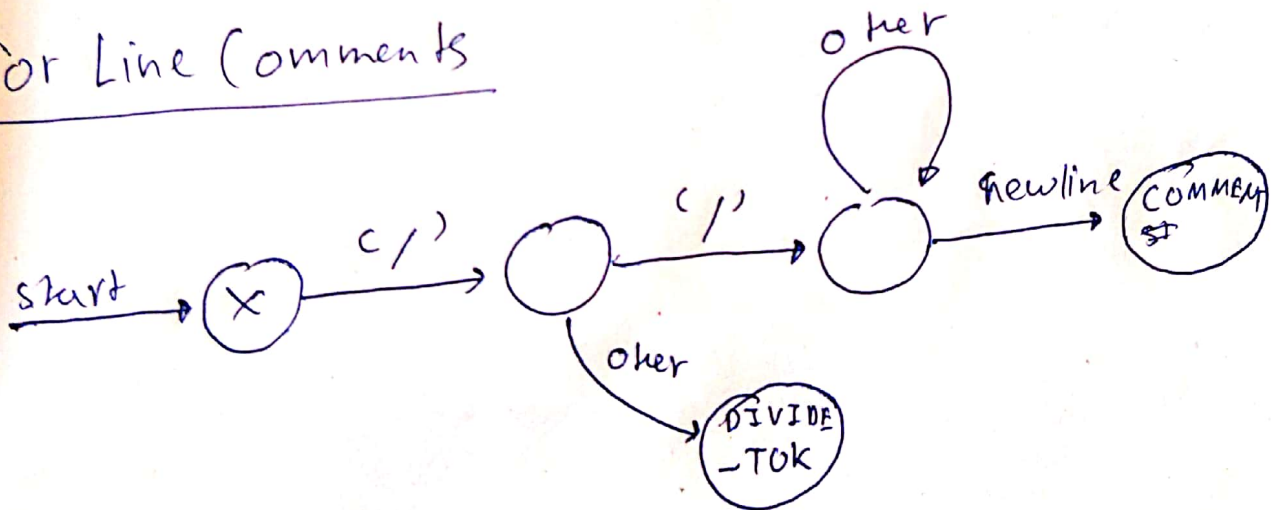 or Line Comments
other
start
X
'/'
'/'
newline
COMMENT
other
DIVIDE
_TOK